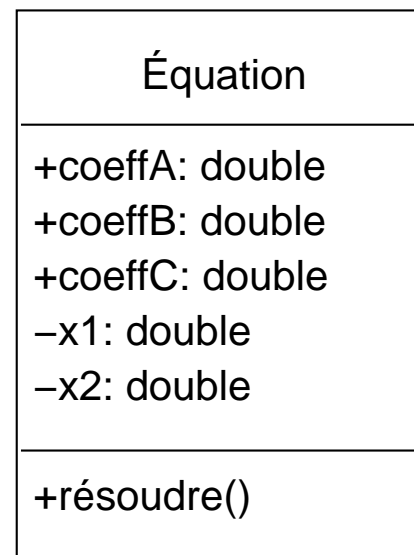 Équation
+coeffA: double
+coeffB: double
+coeffC: double
–x1: double
–x2: double
+résoudre()